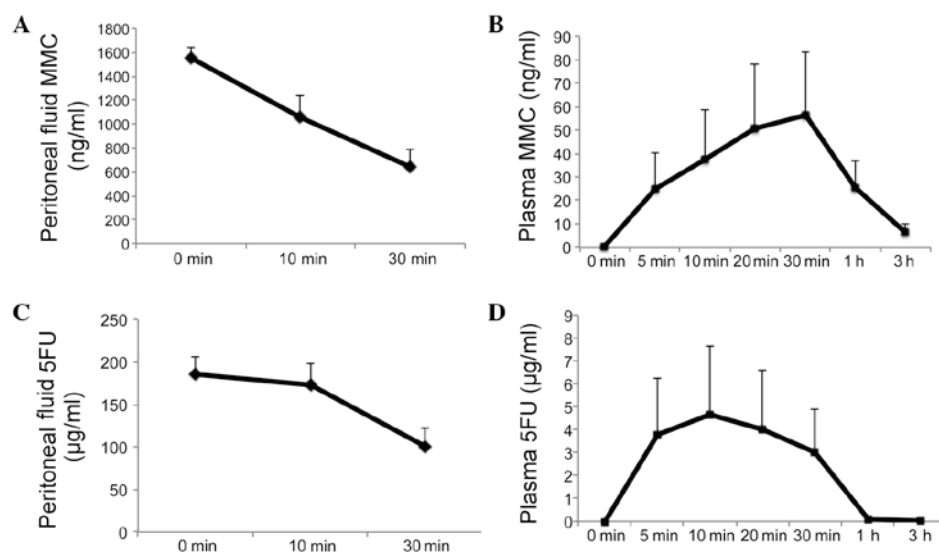 A
Peritoneal fluid MMC
(ng/ml)
1800
1600
1400
1200
1000
800
600
400
200
0
0 min 10 min 30 min
B
Plasma MMC (ng/ml)
90
80
70
60
50
40
30
20
10
0
0 min 5 min 10 min 20 min 30 min 1 h 3 h
C
Peritoneal fluid 5FU
(µg/ml)
250
200
150
100
50
0
0 min 10 min 30 min
D
Plasma 5FU (µg/ml)
9
8
7
6
5
4
3
2
1
0
0 min 5 min 10 min 20 min 30 min 1 h 3 h